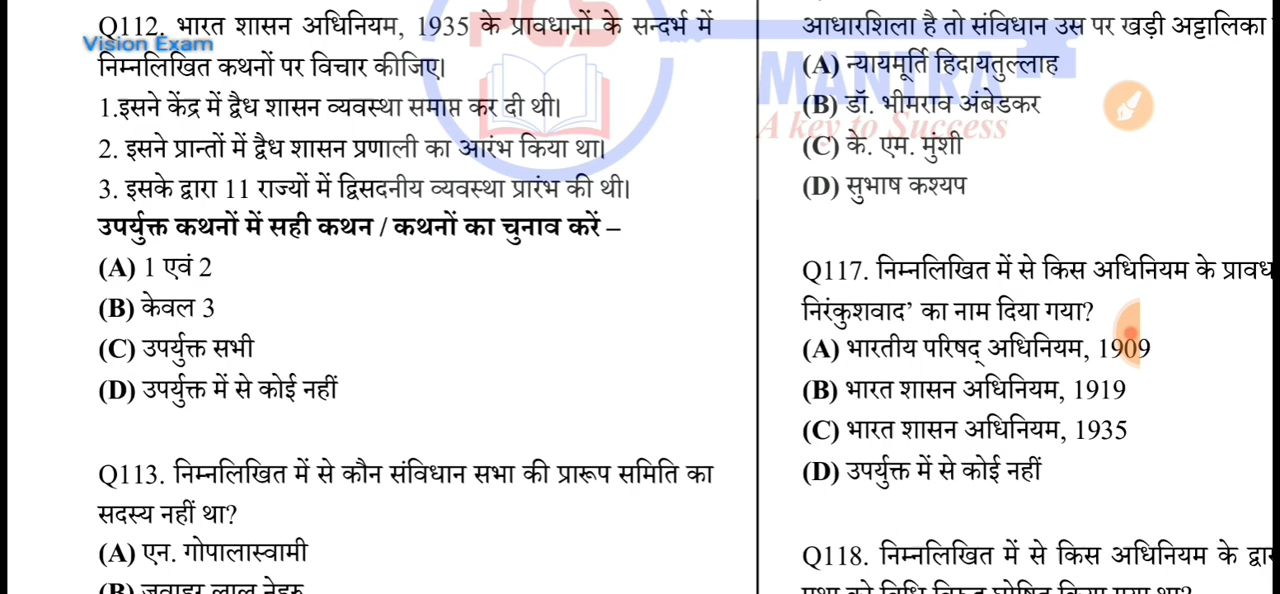 Q112. भारत शासन अधिनियम, 1935 के प्रावधानों के सन्दर्भ में
Vision Exam
निम्नलिखित कथनों पर विचार कीजिए।
1.इसने केंद्र में द्वैध शासन व्यवस्था समाप्त कर दी थी।
2. इसने प्रान्तों में द्वैध शासन प्रणाली का आरंभ किया था।
3. इसके द्वारा 11 राज्यों में द्विसदनीय व्यवस्था प्रारंभ की थी।
उपर्युक्त कथनों में सही कथन / कथनों का चुनाव करें –
(A) 1 एवं 2
(B) केवल 3
(C) उपर्युक्त सभी
(D) उपर्युक्त में से कोई नहीं
Q113. निम्नलिखित में से कौन संविधान सभा की प्रारूप समिति का
सदस्य नहीं था?
(A) एन. गोपालास्वामी
(B) जवाहर लाल नेहरु
PCS
MANTRA
A key to Success
आधारशिला है तो संविधान उस पर खड़ी अट्टालिका
(A) न्यायमूर्ति हिदायतुल्लाह
(B) डॉ. भीमराव अंबेडकर
(C) के. एम. मुंशी
(D) सुभाष कश्यप
Q117. निम्नलिखित में से किस अधिनियम के
निरंकुशवाद’ का नाम दिया गया?
(A) भारतीय परिषद् अधिनियम, 1909
(B) भारत शासन अधिनियम, 1919
(C) भारत शासन अधिनियम, 1935
(D) उपर्युक्त में से कोई नहीं
Q118. निम्नलिखित में से किस अधिनियम के